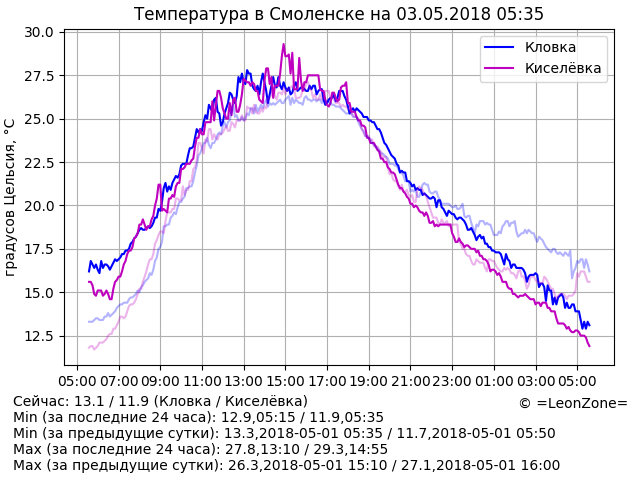 Температура в Смоленске на 03.05.2018 05:35
градусов Цельсия, °C
30.0
27.5
25.0
22.5
20.0
17.5
15.0
12.5
Кловка
Киселёвка
05:00 07:00 09:00 11:00 13:00 15:00 17:00 19:00 21:00 23:00 01:00 03:00 05:00
Сейчас: 13.1 / 11.9 (Кловка / Киселёвка)
© =LeonZone=
Min (за последние 24 часа): 12.9,05:15 / 11.9,05:35
Min (за предыдущие сутки): 13.3,2018-05-01 05:35 / 11.7,2018-05-01 05:50
Max (за последние 24 часа): 27.8,13:10 / 29.3,14:55
Max (за предыдущие сутки): 26.3,2018-05-01 15:10 / 27.1,2018-05-01 16:00